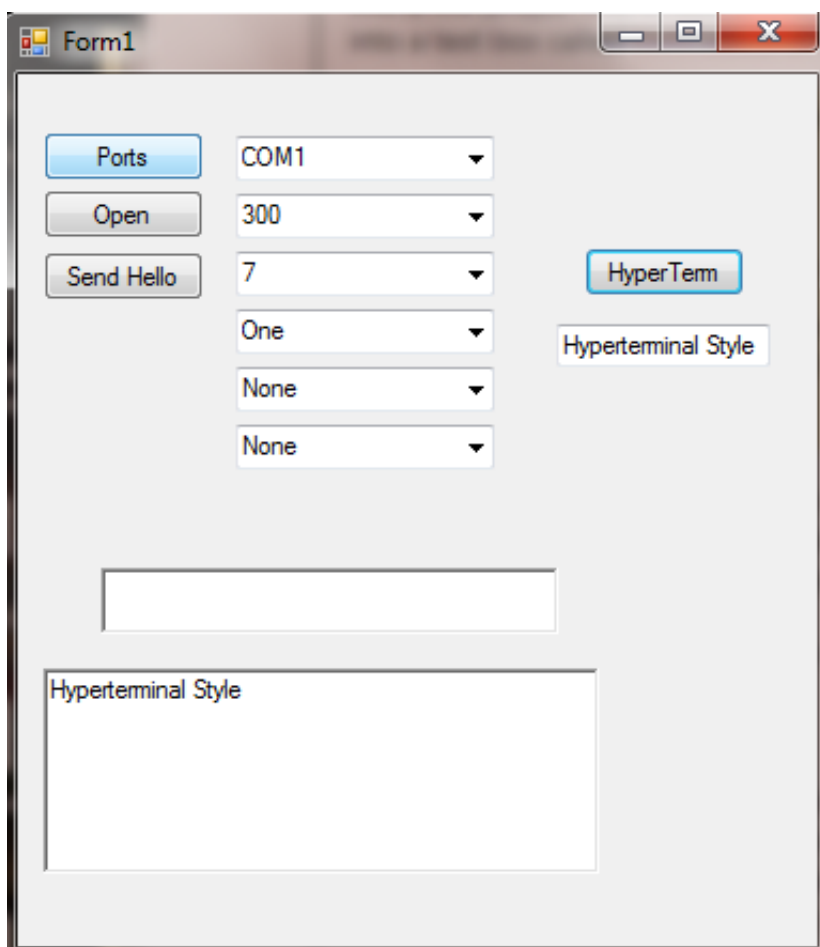 Form1
Ports
COM1
Open
300
Send Hello
7
HyperTerm
One
Hyperterminal Style
None
None
Hyperterminal Style